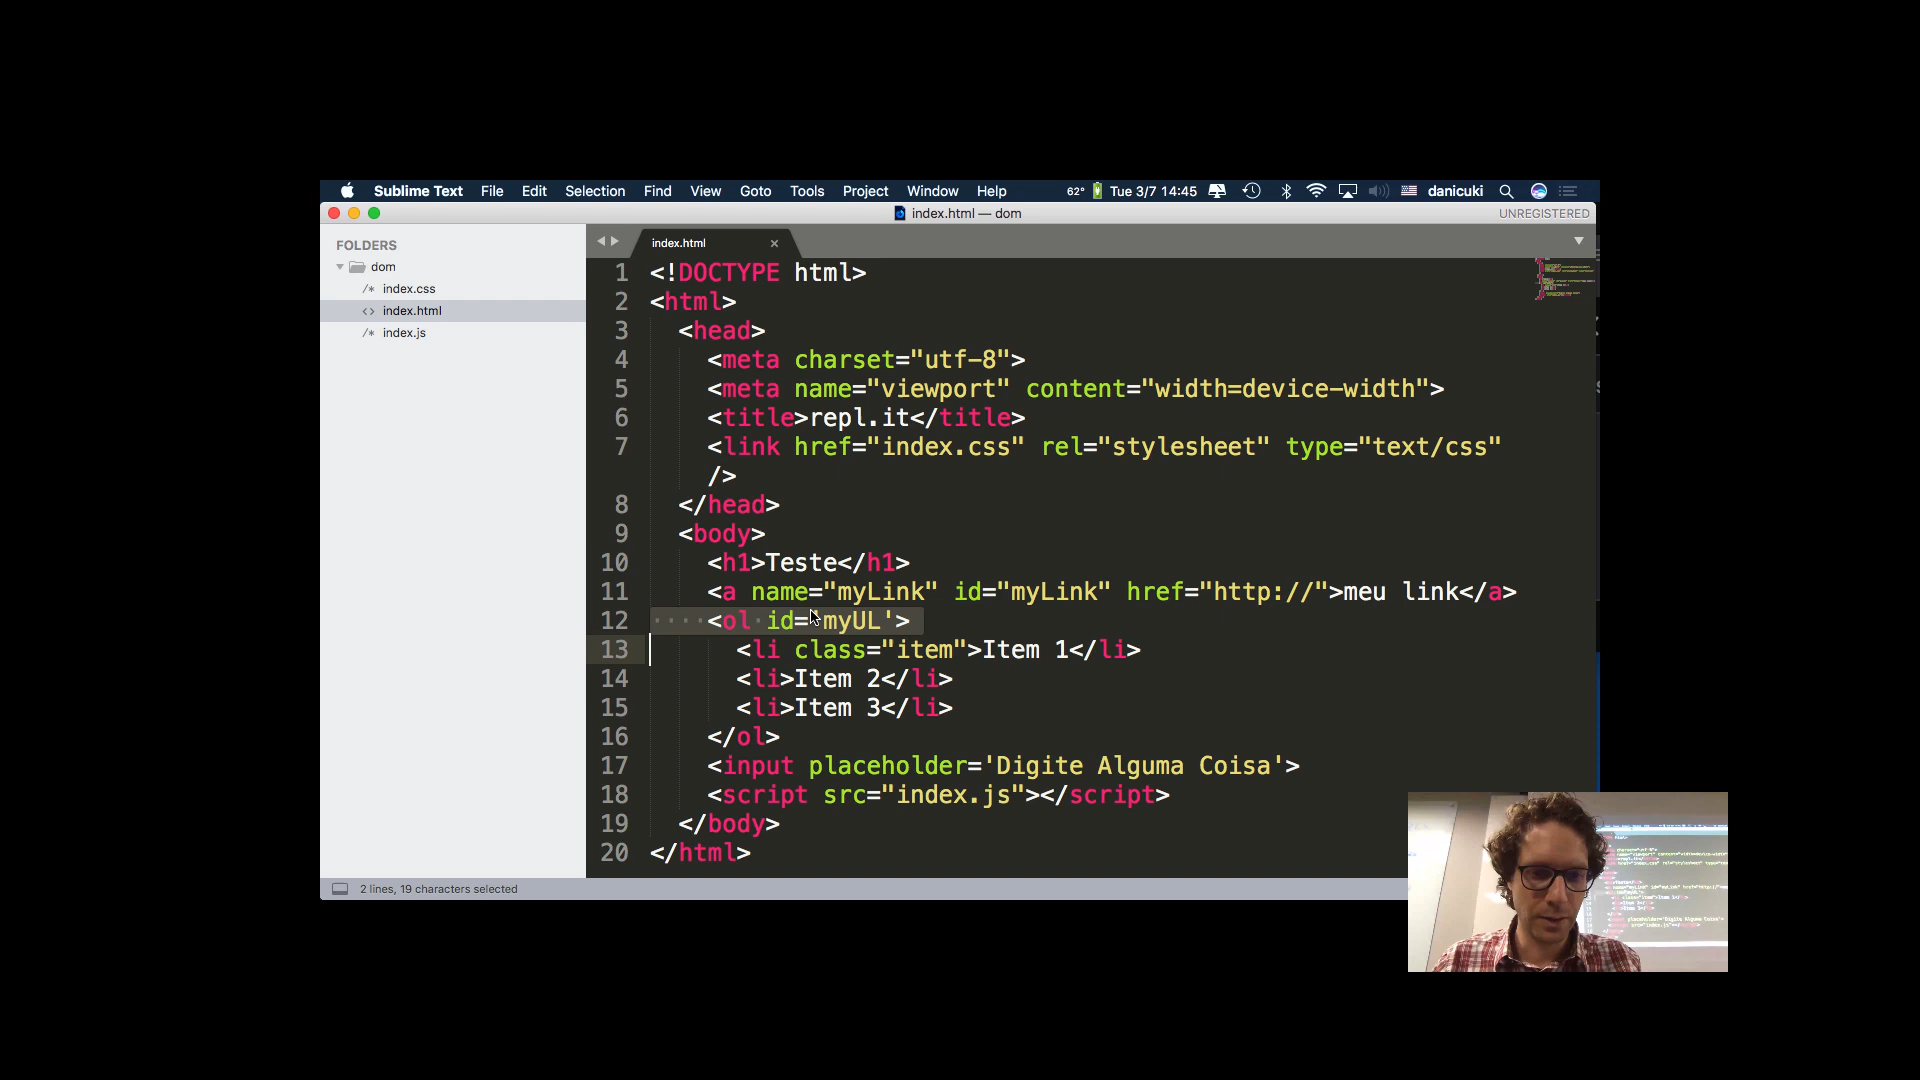 Sublime Text File Edit Selection Find View Goto Tools Project Window Help 62° Tue 3/7 14:45 danicuki
index.html — dom UNREGISTERED
FOLDERS
dom
/* index.css
<> index.html
/* index.js
index.html ×
1 <!DOCTYPE html>
2 <html>
3 <head>
4 <meta charset="utf-8">
5 <meta name="viewport" content="width=device-width">
6 <title>repl.it</title>
7 <link href="index.css" rel="stylesheet" type="text/css"
/>
8 </head>
9 <body>
10 <h1>Teste</h1>
11 <a name="myLink" id="myLink" href="http://">meu link</a>
12 <ol id='myUL'>
13 <li class="item">Item 1</li>
14 <li>Item 2</li>
15 <li>Item 3</li>
16 </ol>
17 <input placeholder='Digite Alguma Coisa'>
18 <script src="index.js"></script>
19 </body>
20 </html>
2 lines, 19 characters selected